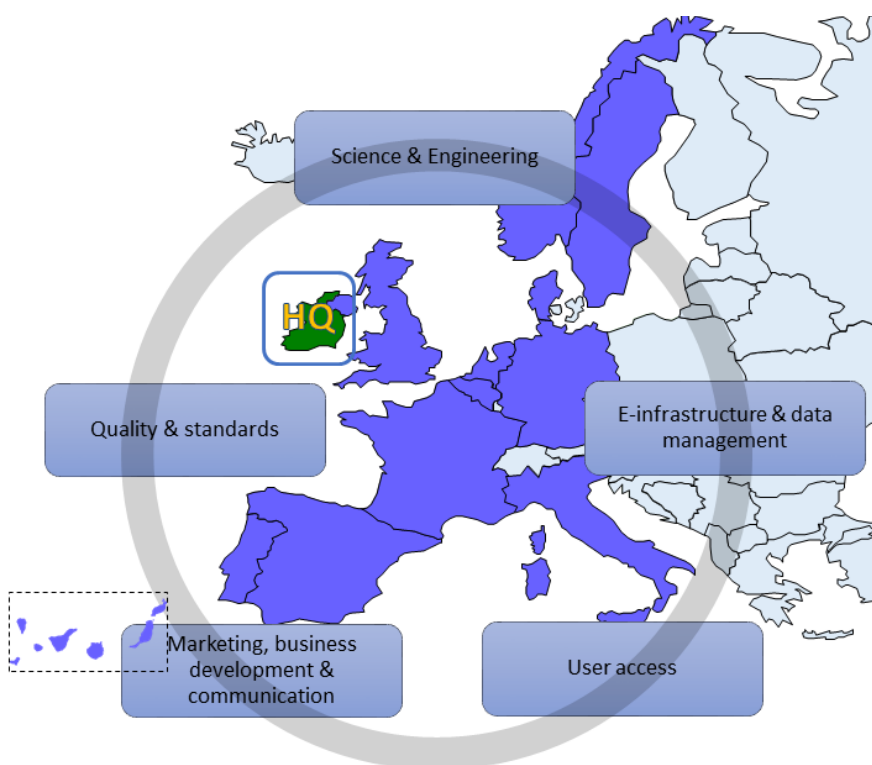 Science & Engineering
HQ
Quality & standards
E-infrastructure & data
management
Marketing, business
development &
communication
User access